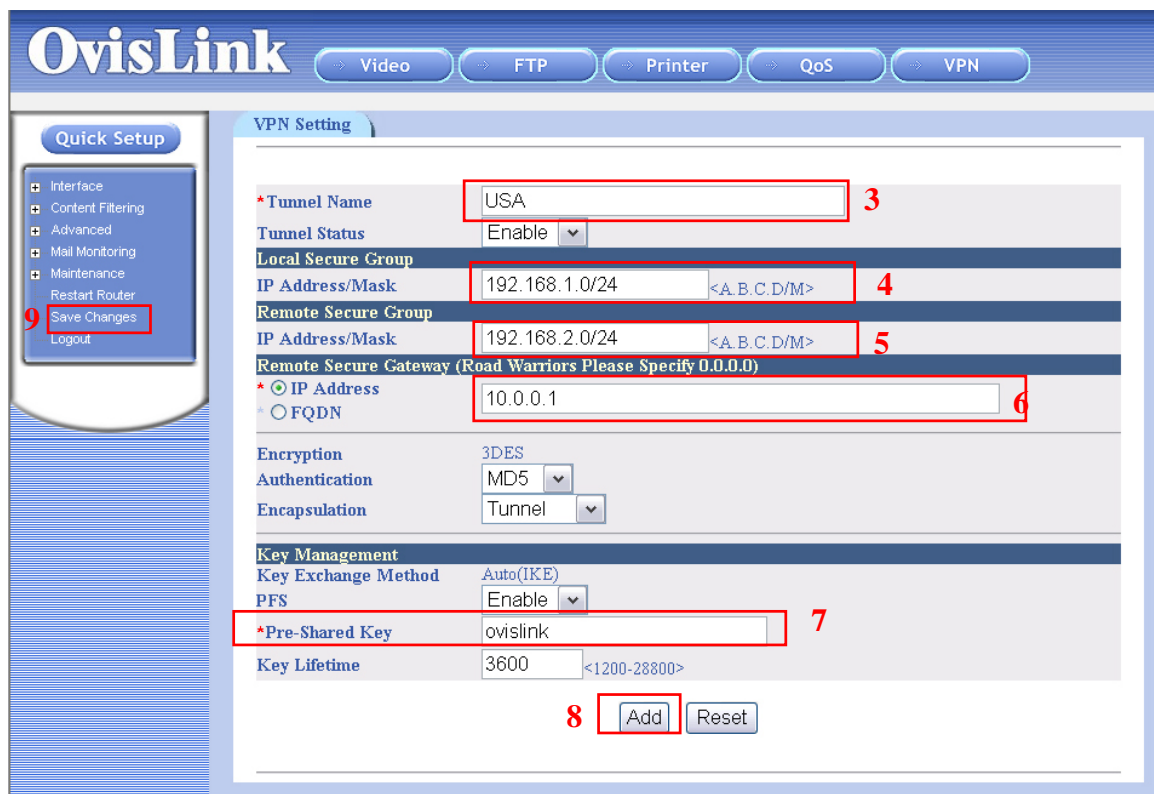 OvisLink
Video FTP Printer QoS VPN
Quick Setup
Interface
Content Filtering
Advanced
Mail Monitoring
Maintenance
Restart Router
9 Save Changes
Logout
VPN Setting
*Tunnel Name USA 3
Tunnel Status Enable
Local Secure Group
IP Address/Mask 192.168.1.0/24 <A.B.C.D/M> 4
Remote Secure Group
IP Address/Mask 192.168.2.0/24 <A.B.C.D/M> 5
Remote Secure Gateway (Road Warriors Please Specify 0.0.0.0)
* IP Address 10.0.0.1 6
* FQDN
Encryption 3DES
Authentication MD5
Encapsulation Tunnel
Key Management
Key Exchange Method Auto(IKE)
PFS Enable
*Pre-Shared Key ovislink 7
Key Lifetime 3600 <1200-28800>
8 Add Reset